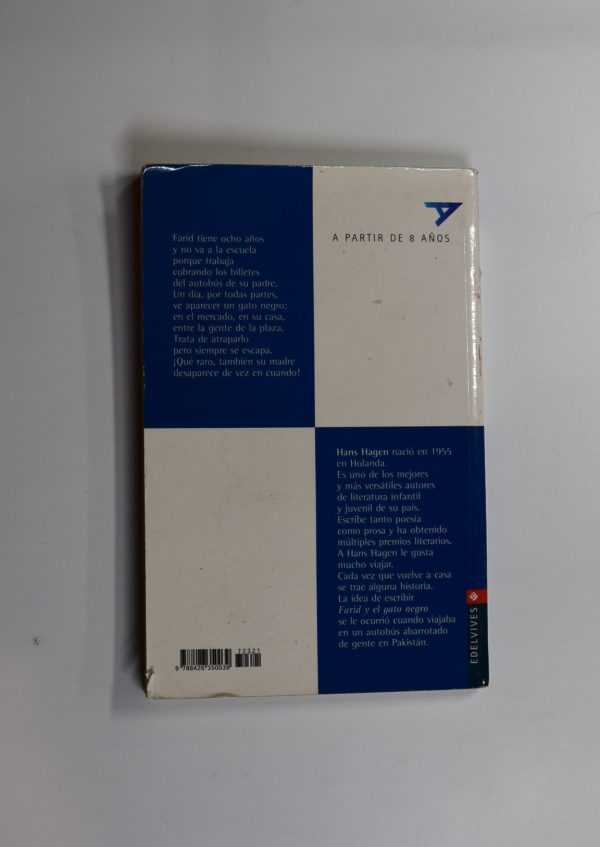 A PARTIR DE 8 AÑOS
Farid tiene ocho años
y no va a la escuela
porque trabaja
cobrando los billetes
del autobús de su padre.
Un día, por todas partes,
ve aparecer un gato negro:
en el mercado, en su casa,
entre la gente de la plaza.
Trata de atraparlo
pero siempre se escapa.
¡Qué raro, también su madre
desaparece de vez en cuando!
Hans Hagen nació en 1955
en Holanda.
Es uno de los mejores
y más versátiles autores
de literatura infantil
y juvenil de su país.
Escribe tanto poesía
como prosa y ha obtenido
múltiples premios literarios.
A Hans Hagen le gusta
mucho viajar.
Cada vez que vuelve a casa
se trae alguna historia.
La idea de escribir
Farid y el gato negro
se le ocurrió cuando viajaba
en un autobús abarrotado
de gente en Pakistán.
EDELVIVES
72321
9 788426 350039